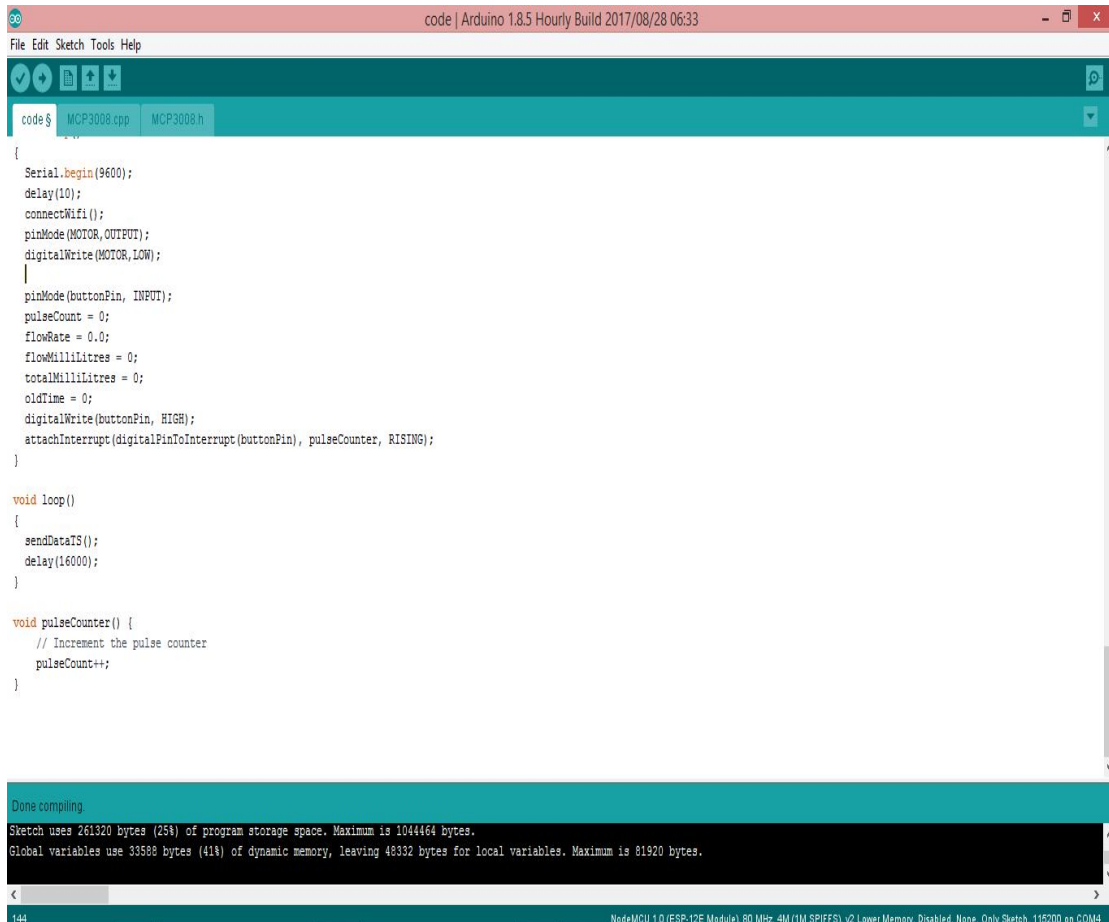 code | Arduino 1.8.5 Hourly Build 2017/08/28 06:33
File Edit Sketch Tools Help
code § MCP3008.cpp MCP3008.h
{
Serial.begin(9600);
delay(10);
connectWifi();
pinMode(MOTOR,OUTPUT);
digitalWrite(MOTOR,LOW);
pinMode(buttonPin, INPUT);
pulseCount = 0;
flowRate = 0.0;
flowMilliLitres = 0;
totalMilliLitres = 0;
oldTime = 0;
digitalWrite(buttonPin, HIGH);
attachInterrupt(digitalPinToInterrupt(buttonPin), pulseCounter, RISING);
}
void loop()
{
sendDataTS();
delay(16000);
}
void pulseCounter() {
// Increment the pulse counter
pulseCount++;
}
Done compiling.
Sketch uses 261320 bytes (25%) of program storage space. Maximum is 1044464 bytes.
Global variables use 33588 bytes (41%) of dynamic memory, leaving 48332 bytes for local variables. Maximum is 81920 bytes.
144 NodeMCU 1.0 (ESP-12E Module), 80 MHz, 4M (1M SPIFFS), v2 Lower Memory, Disabled, None, Only Sketch, 115200 on COM4